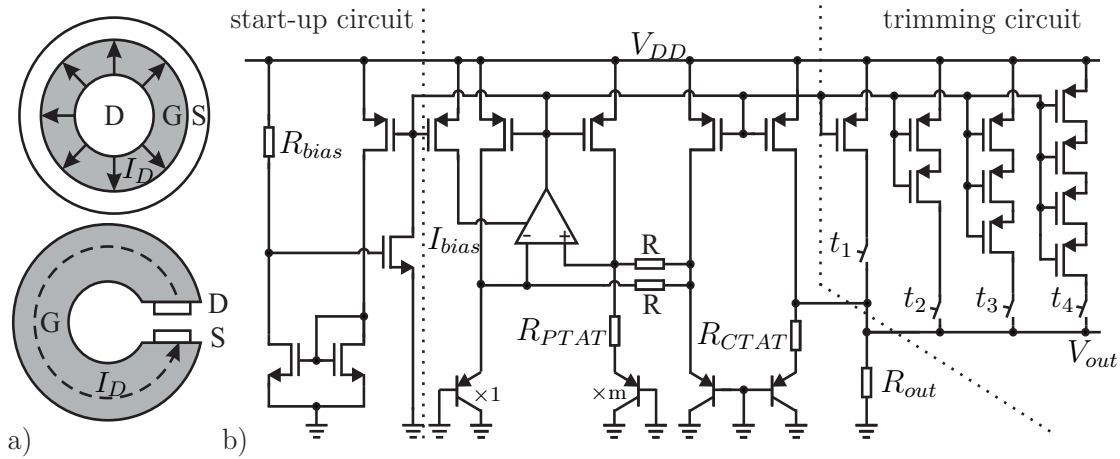 start-up circuit
trimming circuit
V_DD
D
G
S
I_D
R_bias
I_bias
-
+
R
R
t_1
t_2
t_3
t_4
G
D
S
I_D
R_PTAT
R_CTAT
V_out
×1
×m
R_out
a)
b)